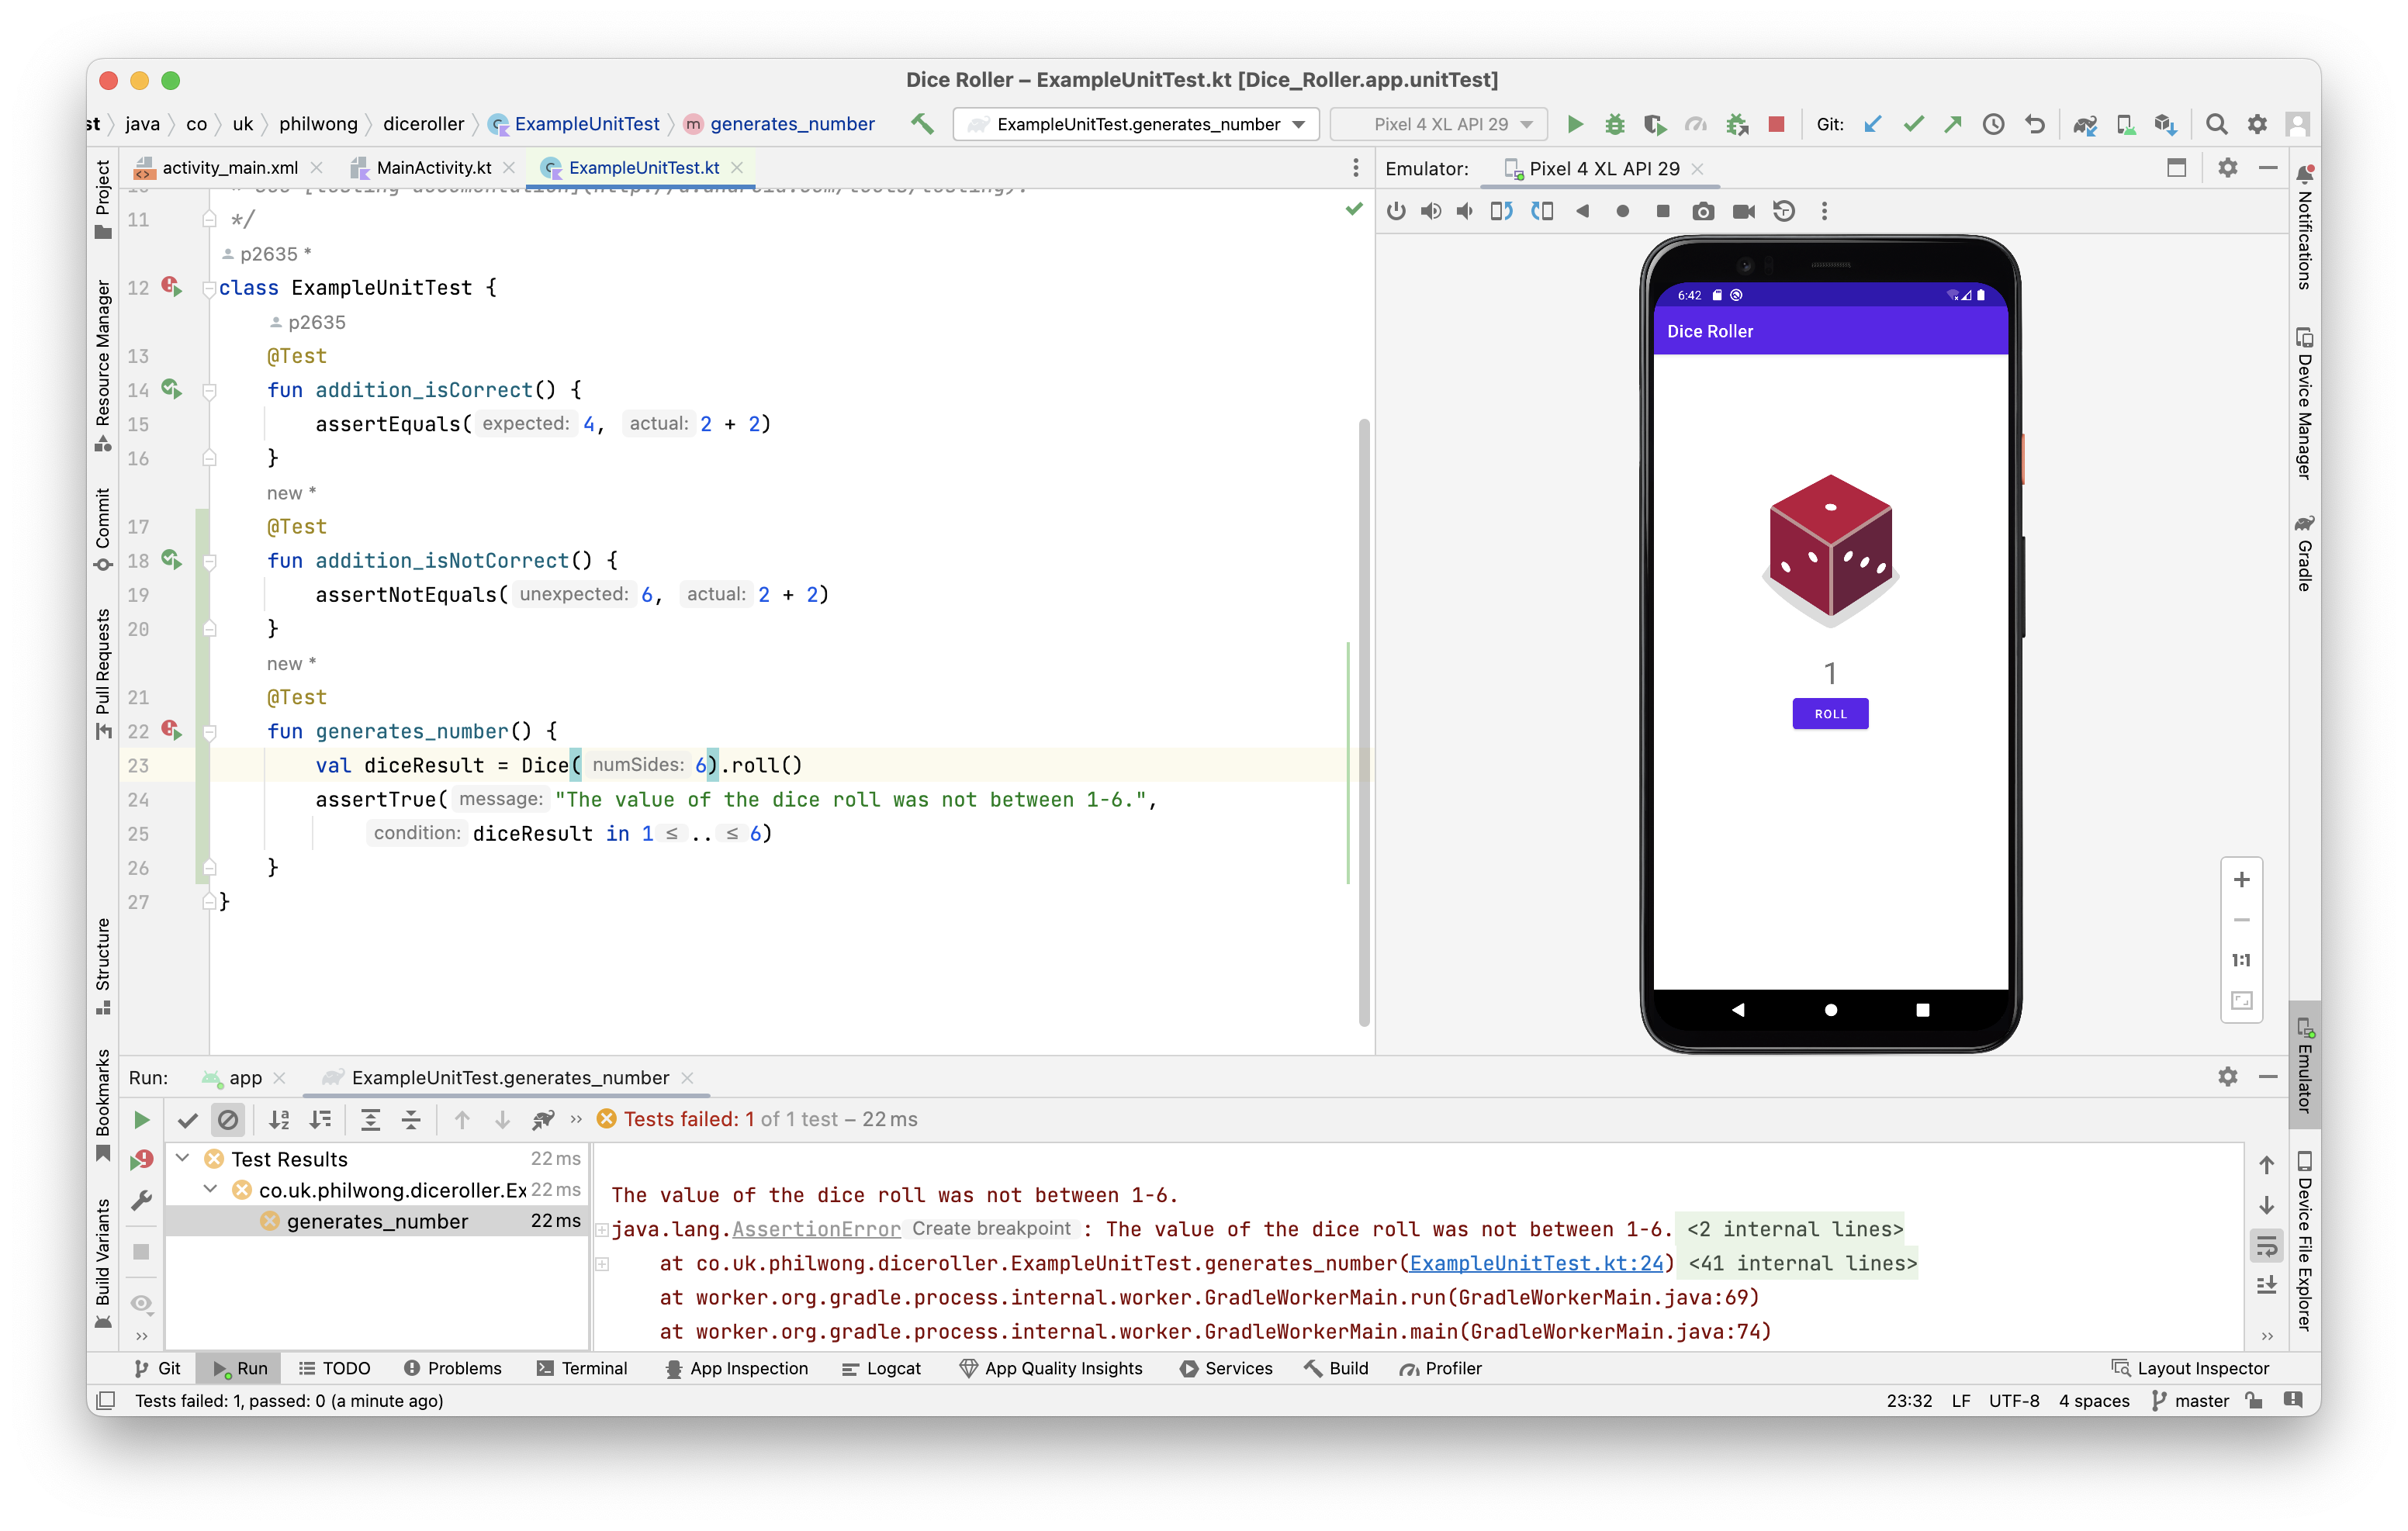 Dice Roller – ExampleUnitTest.kt [Dice_Roller.app.unitTest]
st java co uk philwong diceroller ExampleUnitTest m generates_number ExampleUnitTest.generates_number Pixel 4 XL API 29 Git:
activity_main.xml MainActivity.kt ExampleUnitTest.kt Emulator: Pixel 4 XL API 29
11 */
p2635 *
12 class ExampleUnitTest {
p2635
13 @Test
14 fun addition_isCorrect() {
15 assertEquals( expected: 4, actual: 2 + 2)
16 }
new *
17 @Test
18 fun addition_isNotCorrect() {
19 assertNotEquals( unexpected: 6, actual: 2 + 2)
20 }
new *
21 @Test
22 fun generates_number() {
23 val diceResult = Dice( numSides: 6).roll()
24 assertTrue( message: "The value of the dice roll was not between 1-6.",
25 condition: diceResult in 1 ≤ .. ≤ 6)
26 }
27 }
6:42
Dice Roller
1
ROLL
1:1
Project
Resource Manager
Commit
Pull Requests
Structure
Bookmarks
Build Variants
Notifications
Device Manager
Gradle
Emulator
Device File Explorer
Run: app ExampleUnitTest.generates_number
Tests failed: 1 of 1 test – 22 ms
Test Results 22 ms
co.uk.philwong.diceroller.Ex 22 ms
generates_number 22 ms
The value of the dice roll was not between 1-6.
java.lang.AssertionError Create breakpoint : The value of the dice roll was not between 1-6. <2 internal lines>
at co.uk.philwong.diceroller.ExampleUnitTest.generates_number(ExampleUnitTest.kt:24) <41 internal lines>
at worker.org.gradle.process.internal.worker.GradleWorkerMain.run(GradleWorkerMain.java:69)
at worker.org.gradle.process.internal.worker.GradleWorkerMain.main(GradleWorkerMain.java:74)
Git Run TODO Problems Terminal App Inspection Logcat App Quality Insights Services Build Profiler Layout Inspector
Tests failed: 1, passed: 0 (a minute ago) 23:32 LF UTF-8 4 spaces master